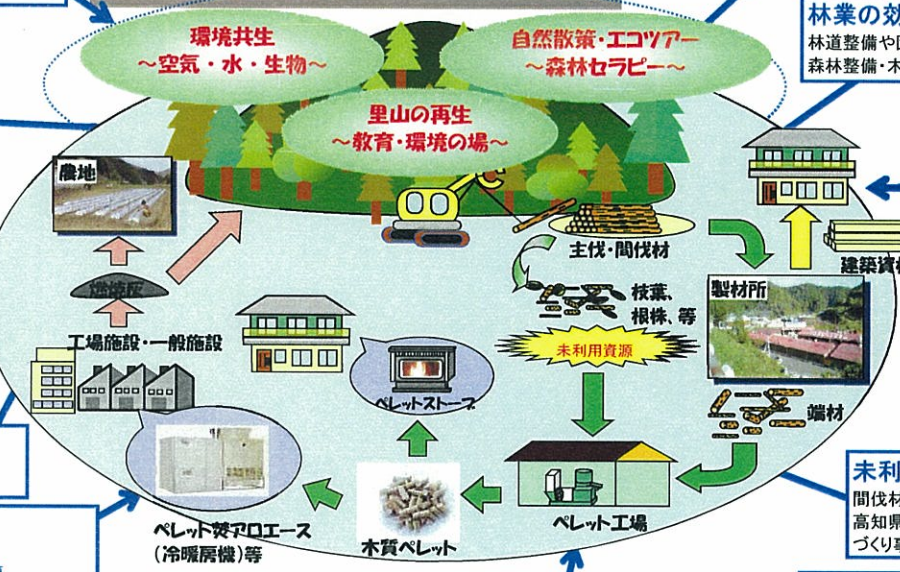 環境共生
~空気・水・生物~
自然散策・エコツアー
~森林セラピー~
林業の効
林道整備や
森林整備・木
里山の再生
~教育・環境の場~
農地
主伐・間伐材
建築資材
燃焼灰
枝葉、
根株、等
製材所
工場施設・一般施設
未利用資源
ペレットストーブ
端材
ペレット工場
木質ペレット
ペレット焚アロエース
(冷暖房機)等
未利
間伐材
高知県
づくり事